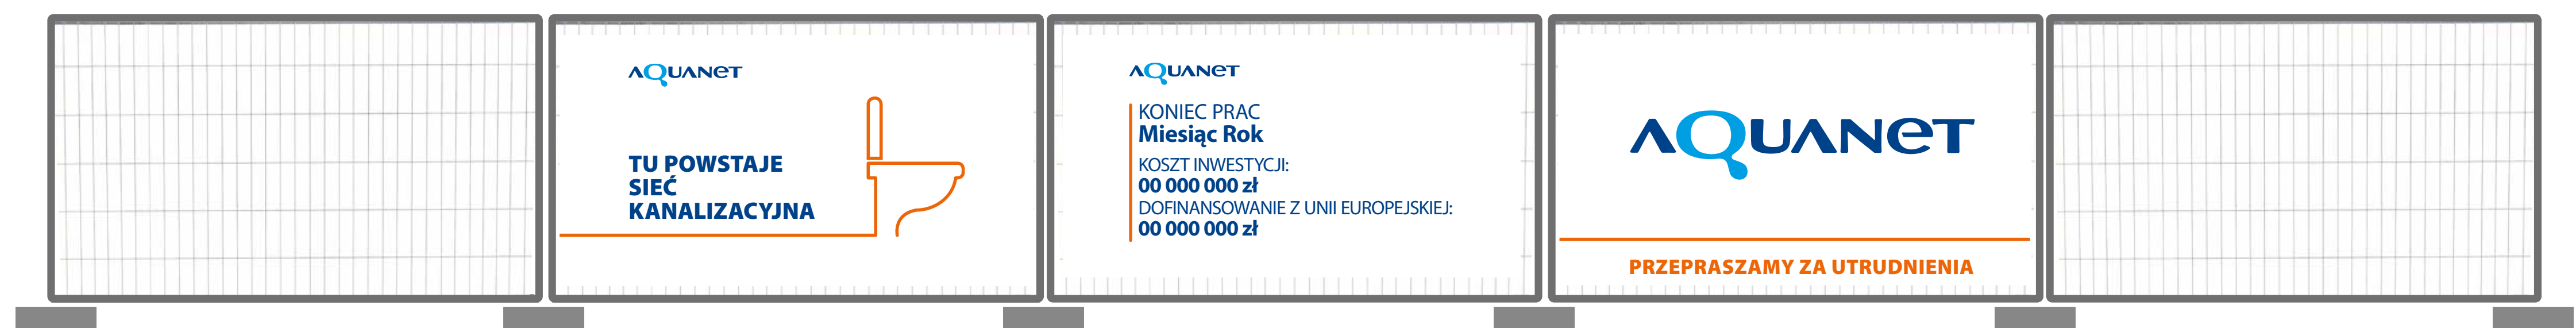 AQUANET
TU POWSTAJE
SIEĆ
KANALIZACYJNA
AQUANET
KONIEC PRAC
Miesiąc Rok
KOSZT INWESTYCJI:
00 000 000 zł
DOFINANSOWANIE Z UNII EUROPEJSKIEJ:
00 000 000 zł
AQUANET
PRZEPRASZAMY ZA UTRUDNIENIA